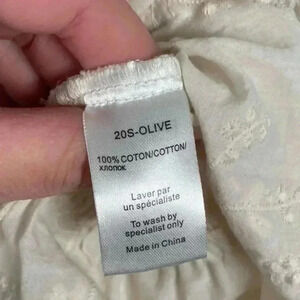 20S-OLIVE
100% COTON/COTTON/
ХЛОПОК
Laver par
un spécialiste
To wash by
specialist only
Made in China